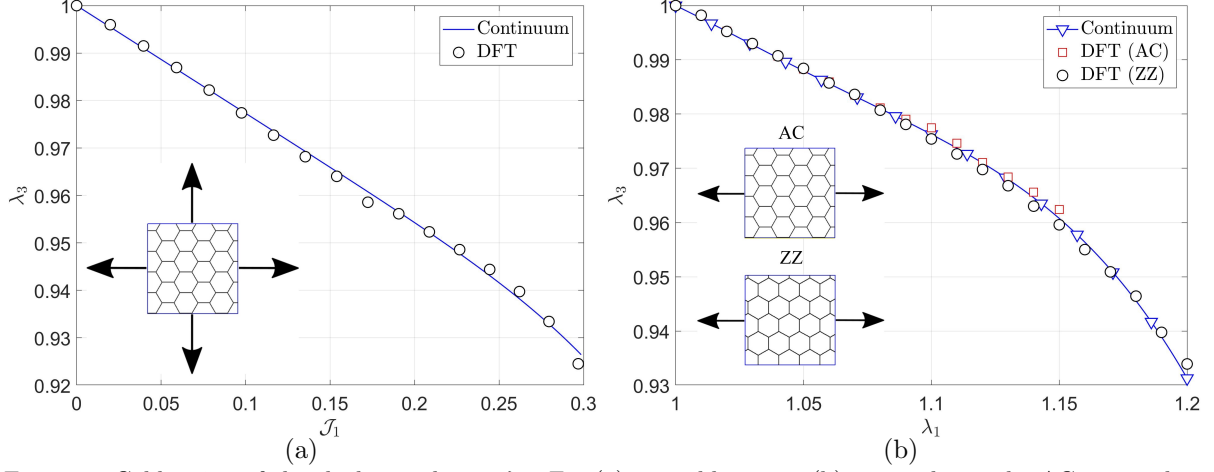 1
0.99
0.98
0.97
0.96
0.95
0.94
0.93
0.92
λ₃
0
0.05
0.1
0.15
0.2
0.25
0.3
𝒥₁
Continuum
DFT
(a)
1
0.99
0.98
0.97
0.96
0.95
0.94
0.93
λ₃
1
1.05
1.1
1.15
1.2
λ₁
Continuum
DFT (AC)
DFT (ZZ)
AC
ZZ
(b)